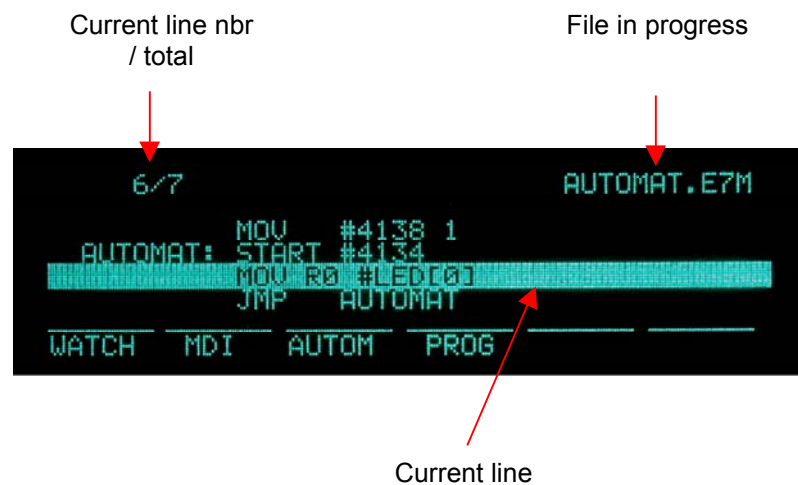 Current line nbr
/ total
File in progress
6/7
AUTOMAT.E7M
MOV #4138 1
AUTOMAT: START #4134
MOV R0 #LED[0]
JMP AUTOMAT
WATCH MDI AUTOM PROG
Current line